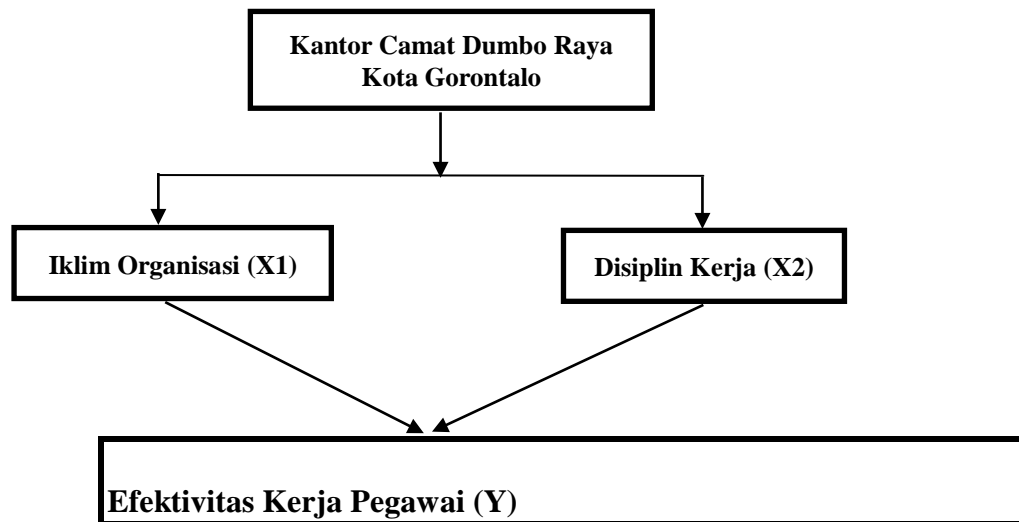 Kantor Camat Dumbo Raya
Kota Gorontalo
Iklim Organisasi (X1)
Disiplin Kerja (X2)
Efektivitas Kerja Pegawai (Y)